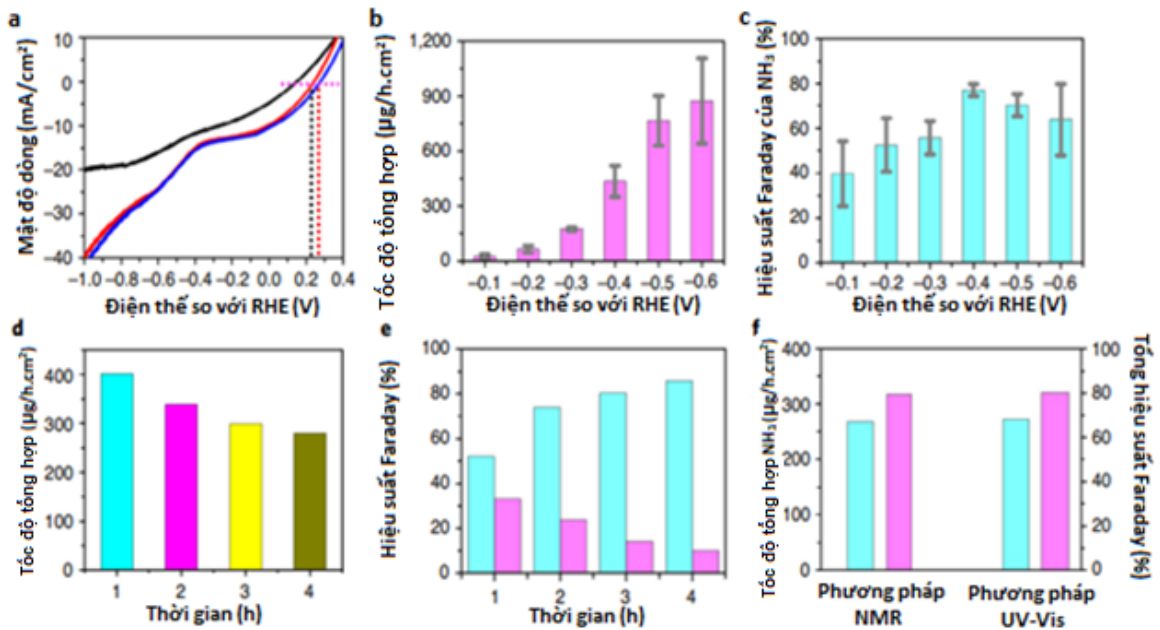 a
Mật độ dòng (mA/cm²)
10
0
−10
−20
−30
−40
−1.0 −0.8 −0.6 −0.4 −0.2 0.0 0.2 0.4
Điện thế so với RHE (V)
b
Tốc độ tổng hợp (µg/h.cm²)
1,200
900
600
300
0
−0.1 −0.2 −0.3 −0.4 −0.5 −0.6
Điện thế so với RHE (V)
c
Hiệu suất Faraday của NH₃ (%)
100
80
60
40
20
0
−0.1 −0.2 −0.3 −0.4 −0.5 −0.6
Điện thế so với RHE (V)
d
Tốc độ tổng hợp (µg/h.cm²)
400
300
300
100
0
1 2 3 4
Thời gian (h)
e
Hiệu suất Faraday (%)
100
80
60
40
20
0
1 2 3 4
Thời gian (h)
f
Tốc độ tổng hợp NH₃ (µg/h.cm²)
400
300
250
100
00
Tổng hiệu suất Faraday (%)
100
80
60
40
20
0
Phương pháp
NMR
Phương pháp
UV-Vis